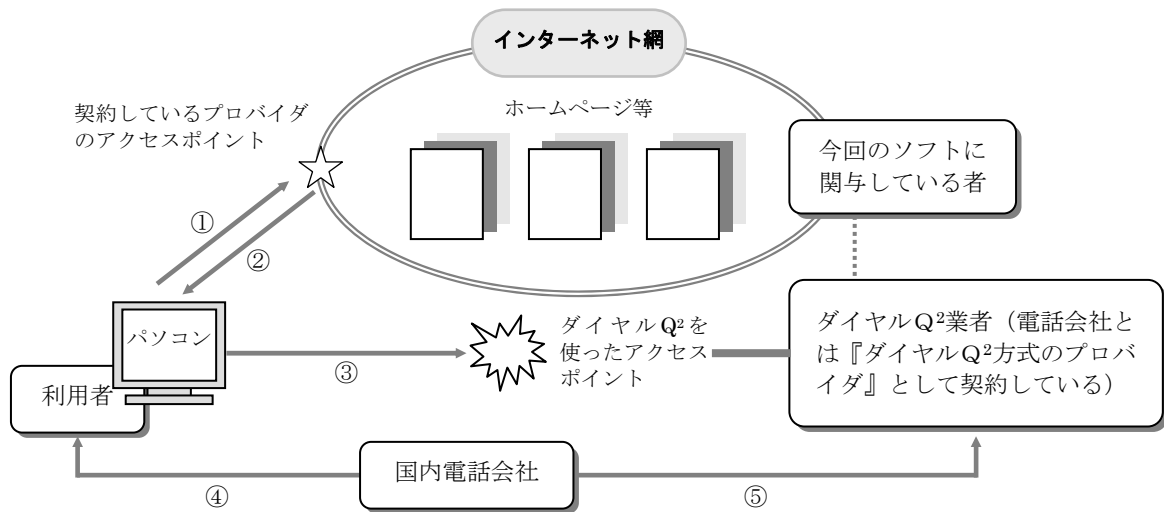 インターネット網
契約しているプロバイダ
のアクセスポイント
ホームページ等
今回のソフトに
関与している者
①
②
パソコン
利用者
③
ダイヤルQ²を
使ったアクセス
ポイント
ダイヤルQ²業者（電話会社と
は『ダイヤルQ²方式のプロバ
イダ』として契約している）
国内電話会社
④
⑤